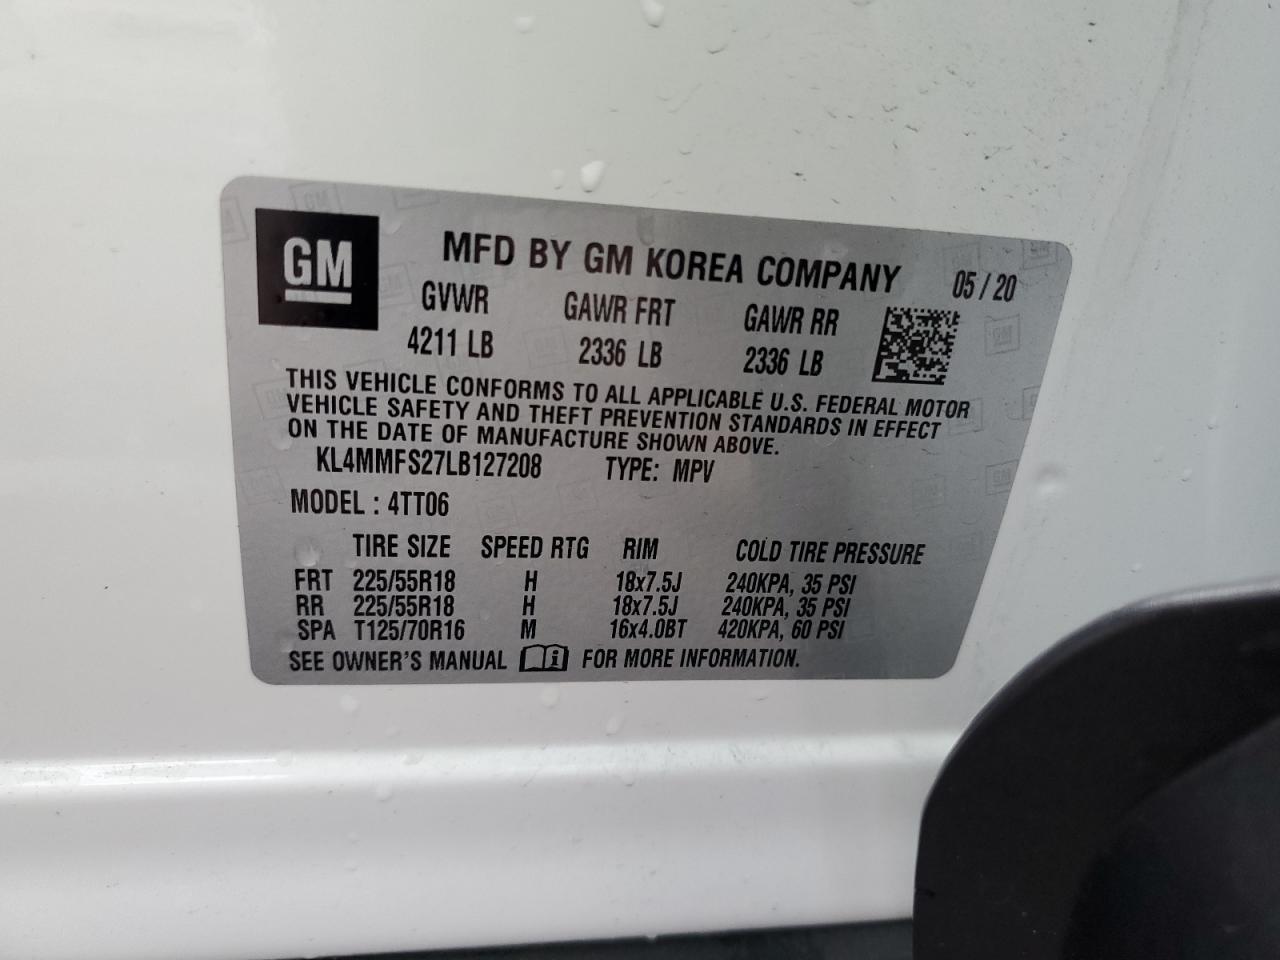 GM
MFD BY GM KOREA COMPANY 05 / 20
GVWR GAWR FRT GAWR RR
4211 LB 2336 LB 2336 LB
THIS VEHICLE CONFORMS TO ALL APPLICABLE U.S. FEDERAL MOTOR
VEHICLE SAFETY AND THEFT PREVENTION STANDARDS IN EFFECT
ON THE DATE OF MANUFACTURE SHOWN ABOVE.
KL4MMFS27LB127208 TYPE: MPV
MODEL : 4TT06
TIRE SIZE SPEED RTG RIM COLD TIRE PRESSURE
FRT 225/55R18 H 18x7.5J 240KPA, 35 PSI
RR 225/55R18 H 18x7.5J 240KPA, 35 PSI
SPA T125/70R16 M 16x4.0BT 420KPA, 60 PSI
SEE OWNER'S MANUAL i FOR MORE INFORMATION.